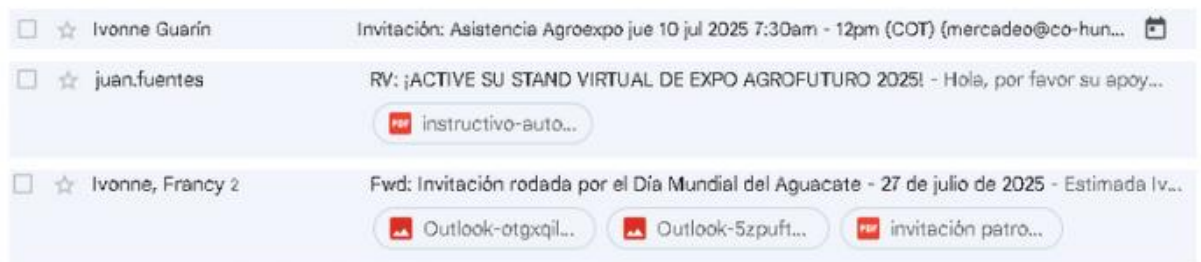 Ivonne Guarín Invitación: Asistencia Agroexpo jue 10 jul 2025 7:30am - 12pm (COT) (mercadeo@co-hun...
juan.fuentes RV: ¡ACTIVE SU STAND VIRTUAL DE EXPO AGROFUTURO 2025! - Hola, por favor su apoy...
PDF instructivo-auto...
Ivonne, Francy 2 Fwd: Invitación rodada por el Día Mundial del Aguacate - 27 de julio de 2025 - Estimada Iv...
Outlook-otgxqil... Outlook-5zpuft... PDF invitación patro...